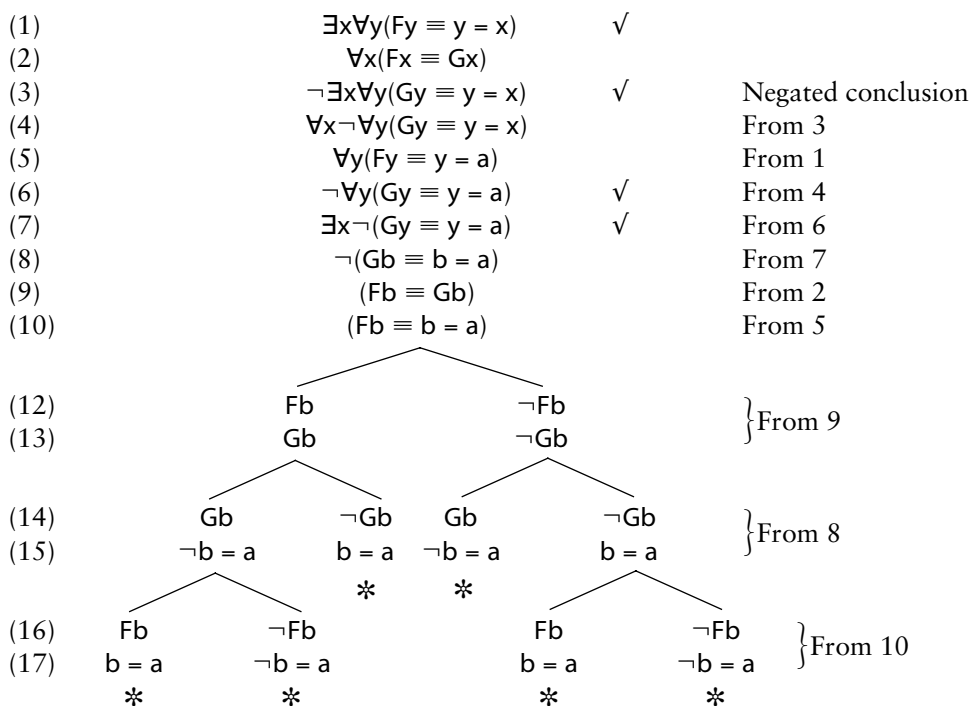 (1) ∃x∀y(Fy ≡ y = x) √
(2) ∀x(Fx ≡ Gx)
(3) ¬∃x∀y(Gy ≡ y = x) √ Negated conclusion
(4) ∀x¬∀y(Gy ≡ y = x) From 3
(5) ∀y(Fy ≡ y = a) From 1
(6) ¬∀y(Gy ≡ y = a) √ From 4
(7) ∃x¬(Gy ≡ y = a) √ From 6
(8) ¬(Gb ≡ b = a) From 7
(9) (Fb ≡ Gb) From 2
(10) (Fb ≡ b = a) From 5
(12) Fb ¬Fb
(13) Gb ¬Gb }From 9
(14) Gb ¬Gb Gb ¬Gb
(15) ¬b = a b = a ¬b = a b = a }From 8
✲ ✲
(16) Fb ¬Fb Fb ¬Fb
(17) b = a ¬b = a b = a ¬b = a }From 10
✲ ✲ ✲ ✲